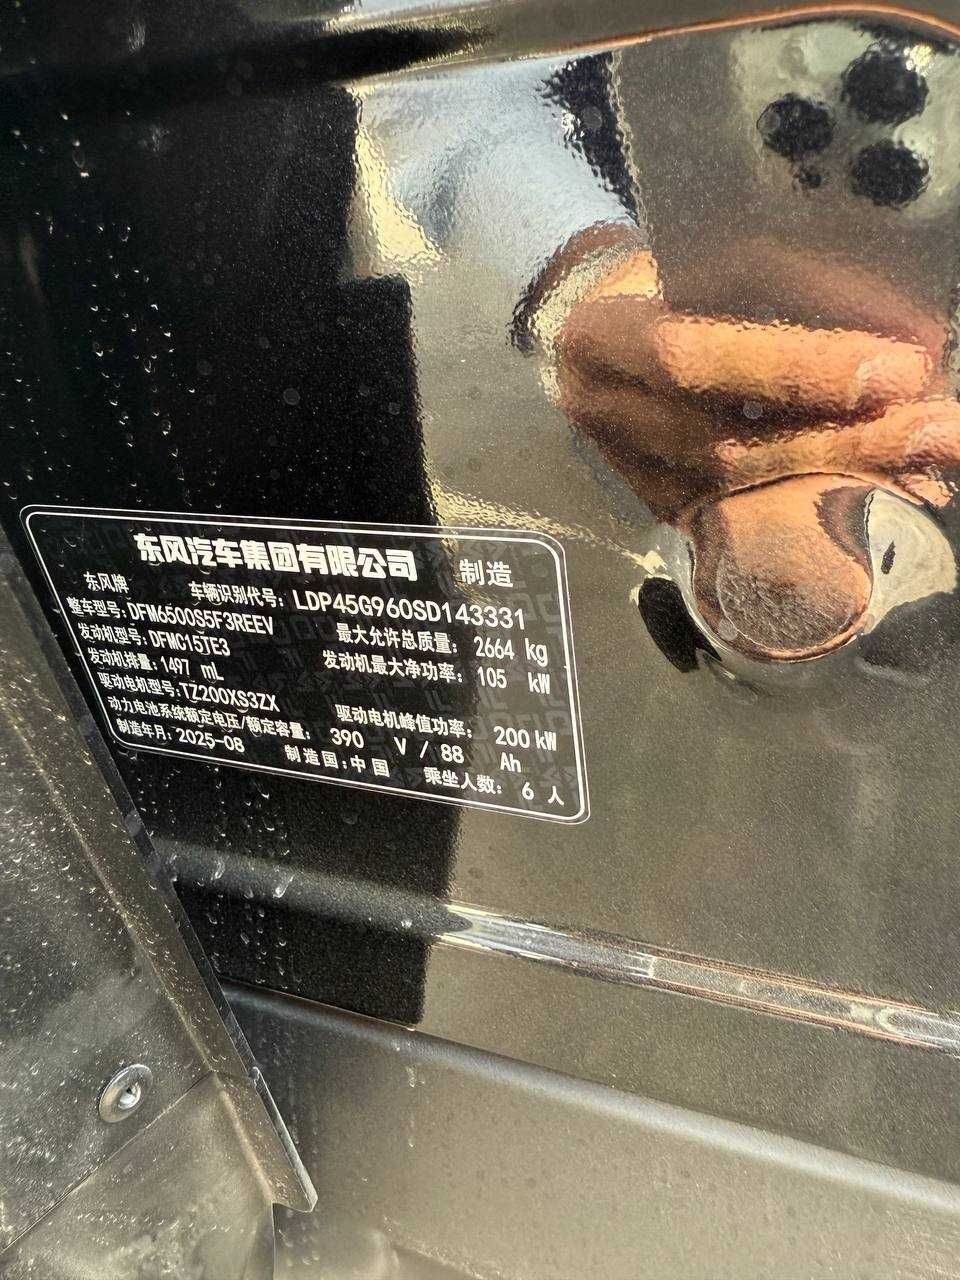 东风汽车集团有限公司 制造
东风牌 车辆识别代号: LDP45G960SD143331
整车型号: DFM6500S5F3REEV 最大允许总质量: 2664 kg
发动机型号: DFMC15TE3 发动机最大净功率: 105 kW
发动机排量: 1497 mL
驱动电机型号: TZ200XS3ZX 驱动电机峰值功率: 200 kW
动力电池系统额定电压/额定容量: 390 V / 88 Ah
制造年月: 2025-08 制造国: 中国 乘坐人数: 6 人